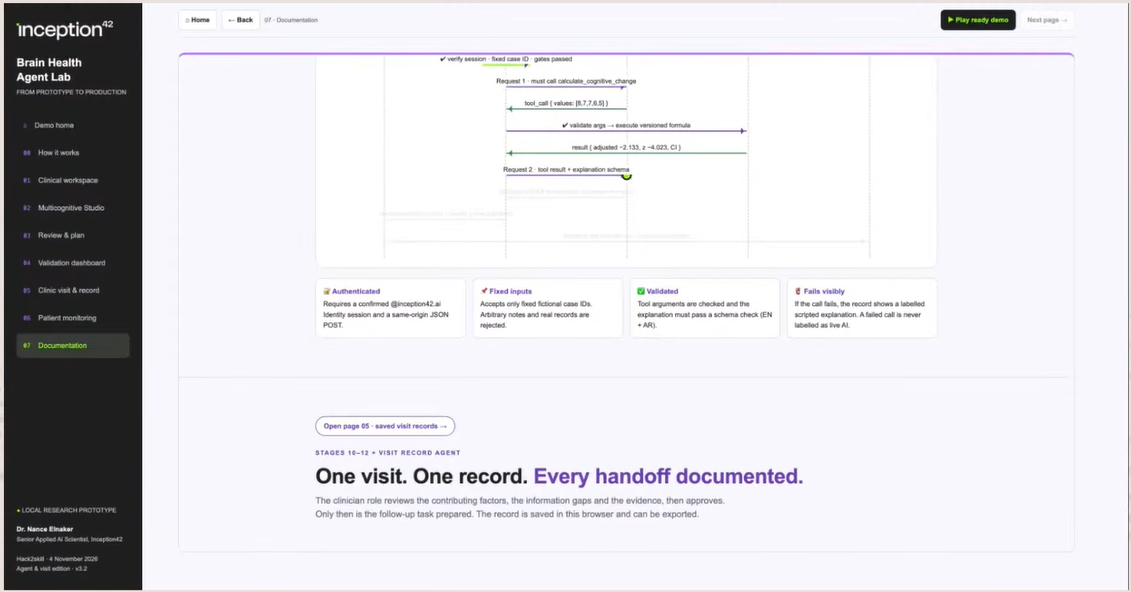 inception42
Brain Health
Agent Lab
FROM PROTOTYPE TO PRODUCTION
Demo home
00 How it works
01 Clinical workspace
02 Multicognitive Studio
03 Review & plan
04 Validation dashboard
05 Clinic visit & record
06 Patient monitoring
07 Documentation
● LOCAL RESEARCH PROTOTYPE
Dr. Nance Elnaker
Senior Applied AI Scientist, Inception42
Hack2skill · 4 November 2026
Agent & visit edition · v3.2
⌂ Home
← Back
07 · Documentation
▶ Play ready demo
Next page →
✔ verify session · fixed case ID · gates passed
Request 1 · must call calculate_cognitive_change
tool_call { values: [8,7,7,6,5] }
✔ validate args → execute versioned formula
result { adjusted −2.133, z −4.023, CI }
Request 2 · tool result + explanation schema
Authenticated
Requires a confirmed @inception42.ai
Identity session and a same-origin JSON
POST.
Fixed inputs
Accepts only fixed fictional case IDs.
Arbitrary notes and real records are
rejected.
✅ Validated
Tool arguments are checked and the
explanation must pass a schema check (EN
+ AR).
Fails visibly
If the call fails, the record shows a labelled
scripted explanation. A failed call is never
labelled as live AI.
Open page 05 · saved visit records →
STAGES 10–12 + VISIT RECORD AGENT
One visit. One record. Every handoff documented.
The clinician role reviews the contributing factors, the information gaps and the evidence, then approves.
Only then is the follow-up task prepared. The record is saved in this browser and can be exported.